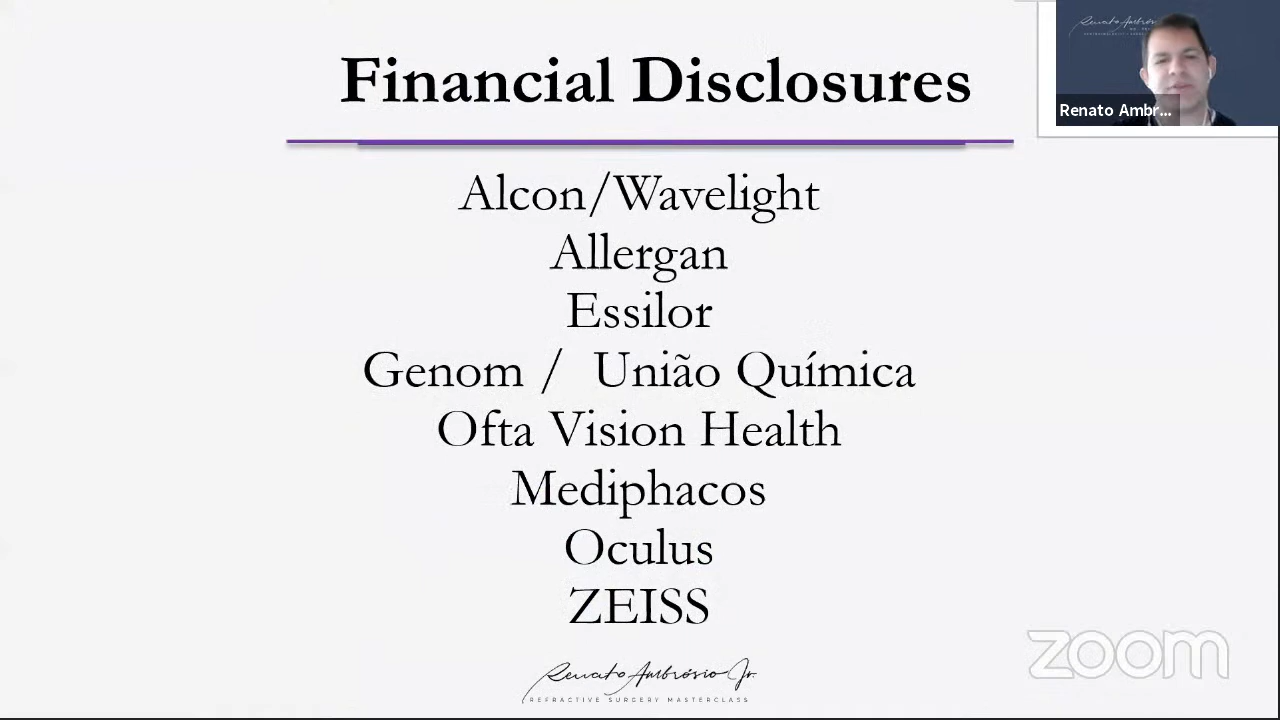 Financial Disclosures
Renato Ambr...
Alcon/Wavelight
Allergan
Essilor
Genom / União Química
Ofta Vision Health
Mediphacos
Oculus
ZEISS
zoom
Renato Ambrósio Jr.
REFRACTIVE SURGERY MASTERCLASS